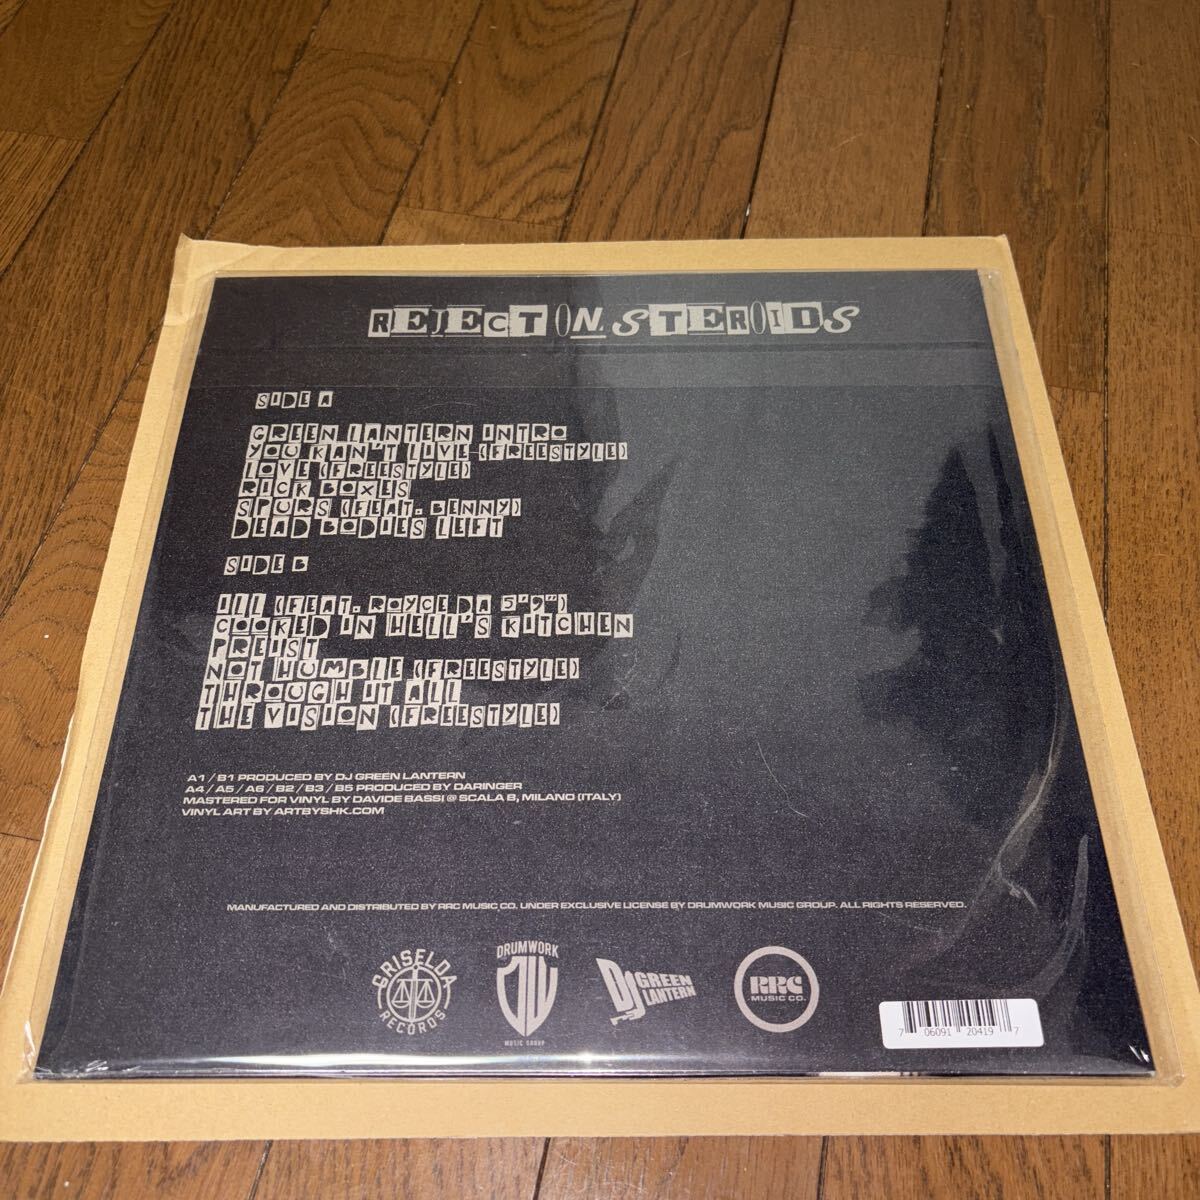 REJECT ON STEROIDS
SIDE A
GREEN LANTERN INTRO
YOU KAN'T LIVE (FREESTYLE)
LOVE (FREESTYLE)
RICK BOXES
SPURS (FEAT. BENNY)
DEAD BODIES LEFT
SIDE B
ILL (FEAT. ROYCE DA 5'9")
COOKED IN HELL'S KITCHEN
PREIST
NOT HUMBLE (FREESTYLE)
THROUGH IT ALL
THE VISION (FREESTYLE)
A1 / B1 PRODUCED BY DJ GREEN LANTERN
A4 / A5 / A6 / B2 / B3 / B5 PRODUCED BY DARINGER
MASTERED FOR VINYL BY DAVIDE BASSI @ SCALA B, MILANO (ITALY)
VINYL ART BY ARTBYSHK.COM
MANUFACTURED AND DISTRIBUTED BY RRC MUSIC CO. UNDER EXCLUSIVE LICENSE BY DRUMWORK MUSIC GROUP. ALL RIGHTS RESERVED.
GRISELDA
RECORDS
DRUMWORK
MUSIC GROUP
DJ GREEN
LANTERN
RRC
MUSIC CO.
7 06091 20419 7